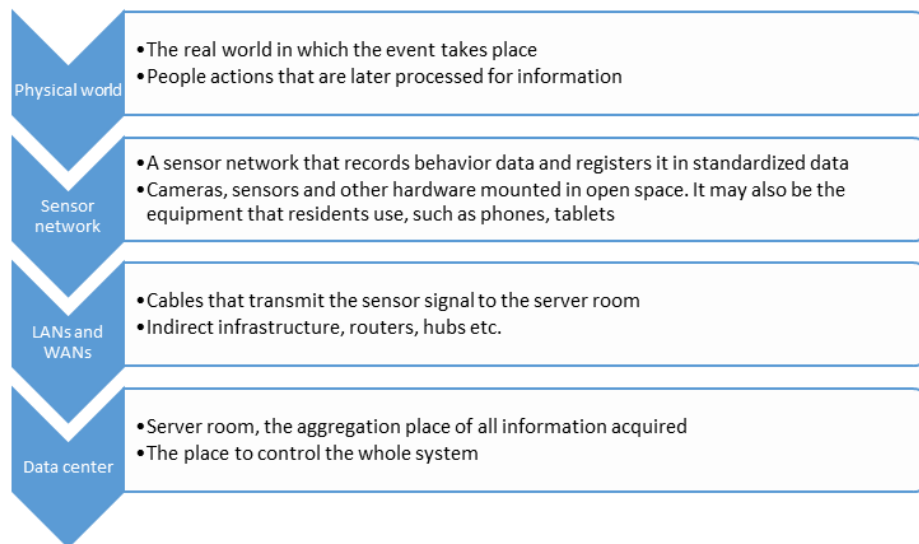 Physical world
•The real world in which the event takes place
•People actions that are later processed for information
Sensor
network
•A sensor network that records behavior data and registers it in standardized data
•Cameras, sensors and other hardware mounted in open space. It may also be the
equipment that residents use, such as phones, tablets
LANs and
WANs
•Cables that transmit the sensor signal to the server room
•Indirect infrastructure, routers, hubs etc.
Data center
•Server room, the aggregation place of all information acquired
•The place to control the whole system